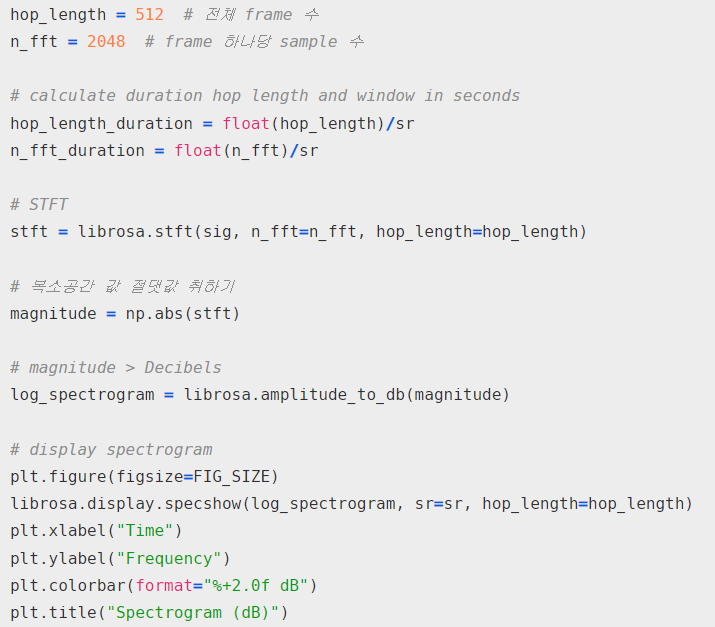 hop_length = 512  # 전체 frame 수
n_fft = 2048  # frame 하나당 sample 수
# calculate duration hop length and window in seconds
hop_length_duration = float(hop_length)/sr
n_fft_duration = float(n_fft)/sr
# STFT
stft = librosa.stft(sig, n_fft=n_fft, hop_length=hop_length)
# 복소공간 값 절댓값 취하기
magnitude = np.abs(stft)
# magnitude > Decibels
log_spectrogram = librosa.amplitude_to_db(magnitude)
# display spectrogram
plt.figure(figsize=FIG_SIZE)
librosa.display.specshow(log_spectrogram, sr=sr, hop_length=hop_length)
plt.xlabel("Time")
plt.ylabel("Frequency")
plt.colorbar(format="%+2.0f dB")
plt.title("Spectrogram (dB)")